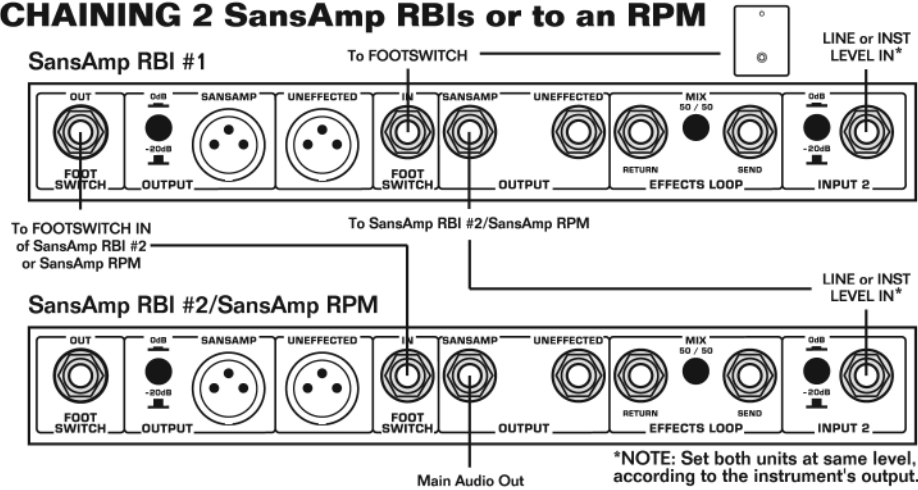 CHAINING 2 SansAmp RBIs or to an RPM
LINE or INST
LEVEL IN*
To FOOTSWITCH
SansAmp RBI #1
OUT
0dB
SANSAMP
UNEFFECTED
IN
SANSAMP
UNEFFECTED
MIX
50 / 50
0dB
-20dB
-20dB
RETURN
SEND
FOOT
SWITCH
OUTPUT
FOOT
SWITCH
OUTPUT
EFFECTS LOOP
INPUT 2
To FOOTSWITCH IN
of SansAmp RBI #2
or SansAmp RPM
To SansAmp RBI #2/SansAmp RPM
LINE or INST
LEVEL IN*
SansAmp RBI #2/SansAmp RPM
OUT
0dB
SANSAMP
UNEFFECTED
IN
SANSAMP
UNEFFECTED
MIX
50 / 50
0dB
-20dB
-20dB
RETURN
SEND
FOOT
SWITCH
OUTPUT
FOOT
SWITCH
OUTPUT
EFFECTS LOOP
INPUT 2
Main Audio Out
*NOTE: Set both units at same level,
according to the instrument's output.